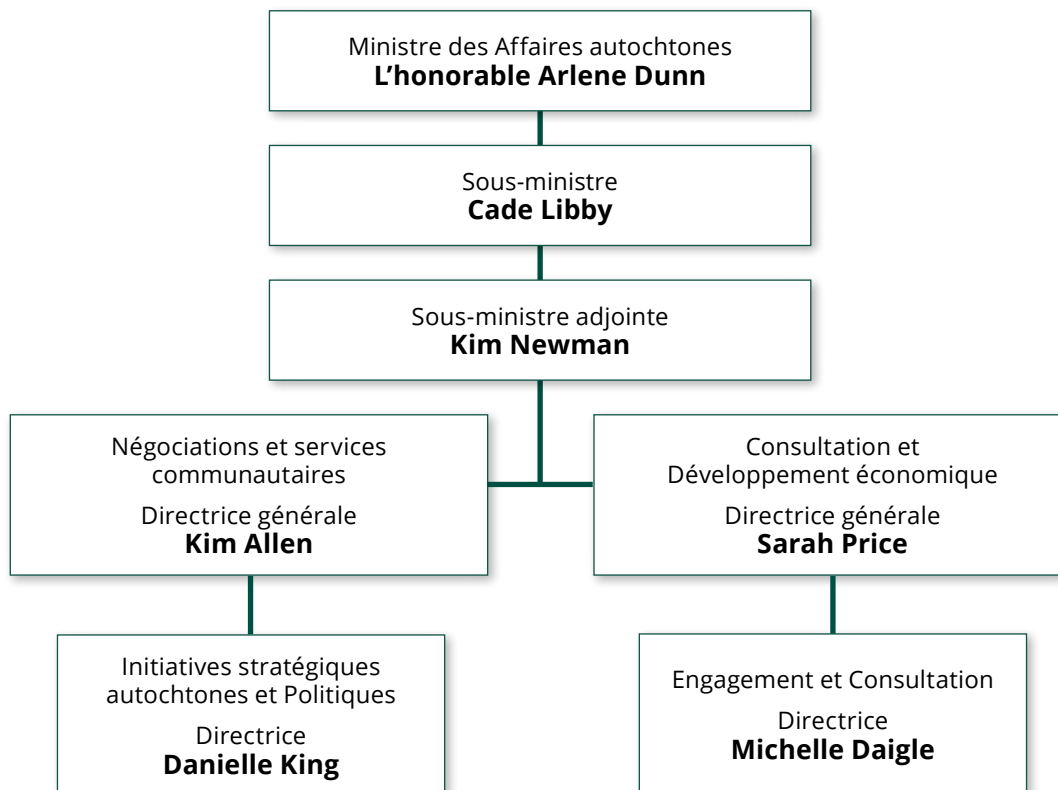 Ministre des Affaires autochtones
L’honorable Arlene Dunn
Sous-ministre
Cade Libby
Sous-ministre adjointe
Kim Newman
Négociations et services
communautaires
Directrice générale
Kim Allen
Consultation et
Développement économique
Directrice générale
Sarah Price
Initiatives stratégiques
autochtones et Politiques
Directrice
Danielle King
Engagement et Consultation
Directrice
Michelle Daigle